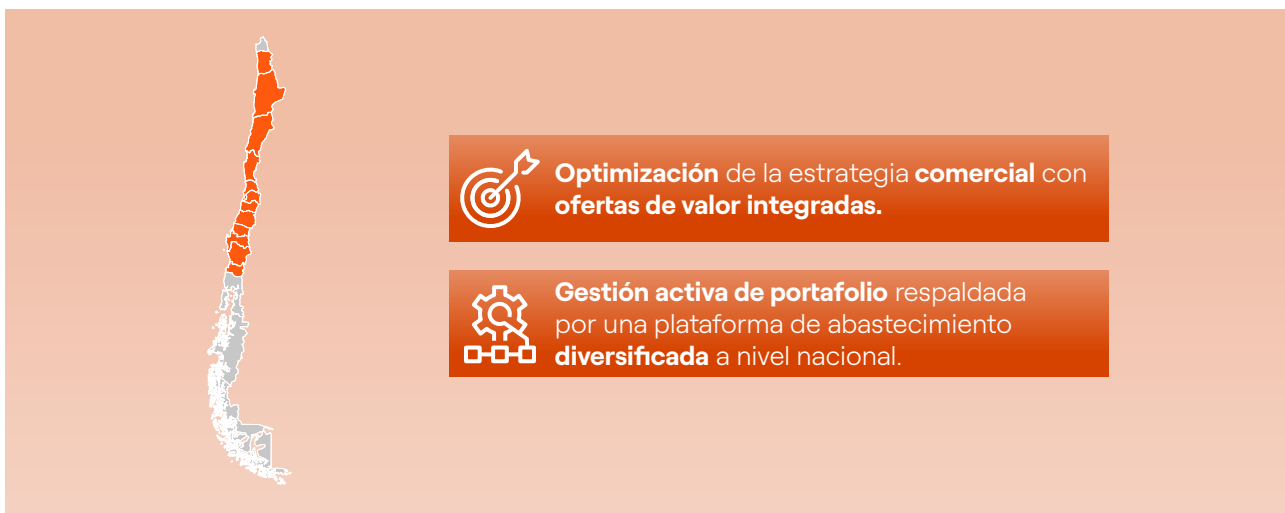 Optimización de la estrategia comercial con
ofertas de valor integradas.
Gestión activa de portafolio respaldada
por una plataforma de abastecimiento
diversificada a nivel nacional.